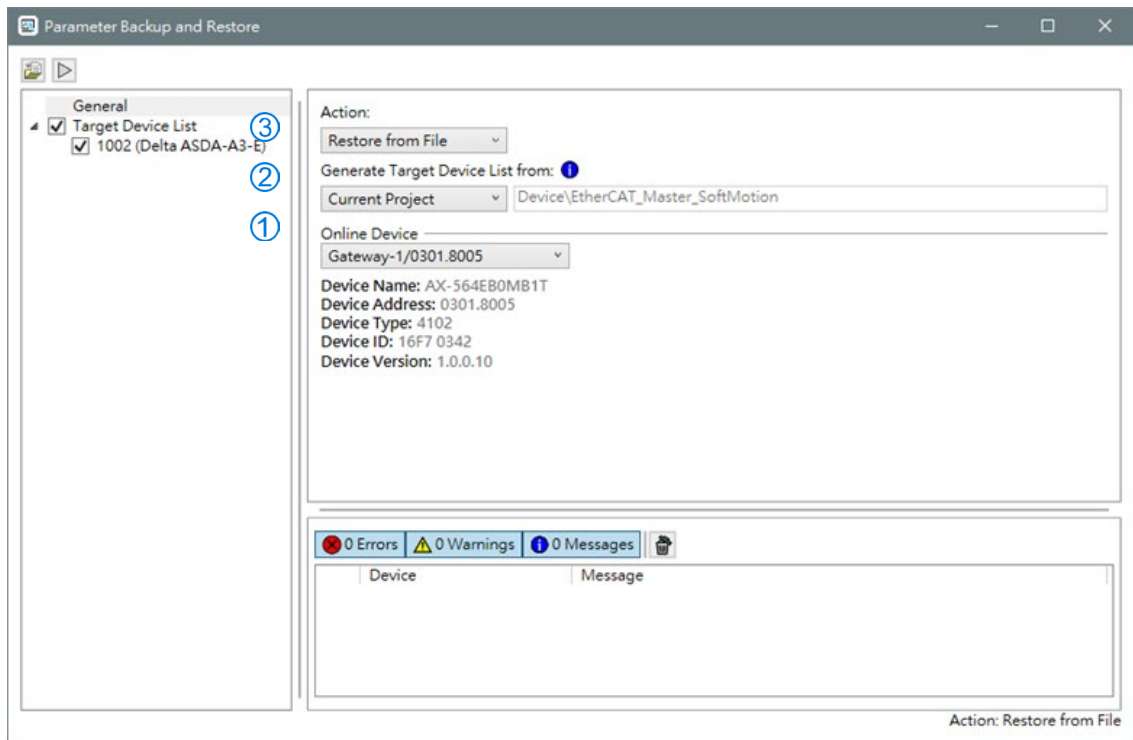 Parameter Backup and Restore
General
Target Device List
1002 (Delta ASDA-A3-E)
③
②
①
Action:
Restore from File
Generate Target Device List from:
Current Project Device\EtherCAT_Master_SoftMotion
Online Device
Gateway-1/0301.8005
Device Name: AX-564EB0MB1T
Device Address: 0301.8005
Device Type: 4102
Device ID: 16F7 0342
Device Version: 1.0.0.10
0 Errors 0 Warnings 0 Messages
Device Message
Action: Restore from File